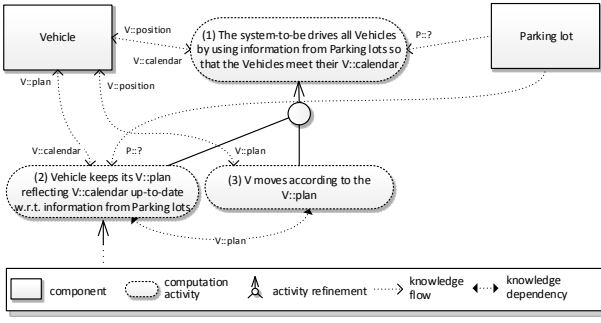 Vehicle
V::position
V::calendar
(1) The system-to-be drives all Vehicles
by using information from Parking lots so
that the Vehicles meet their V::calendar
P::?
Parking lot
V::plan
V::position
V::calendar
P::?
V::plan
(2) Vehicle keeps its V::plan
reflecting V::calendar up-to-date
w.r.t. information from Parking lots
(3) V moves according to the
V::plan
V::plan
component
computation
activity
activity refinement
knowledge
flow
knowledge
dependency